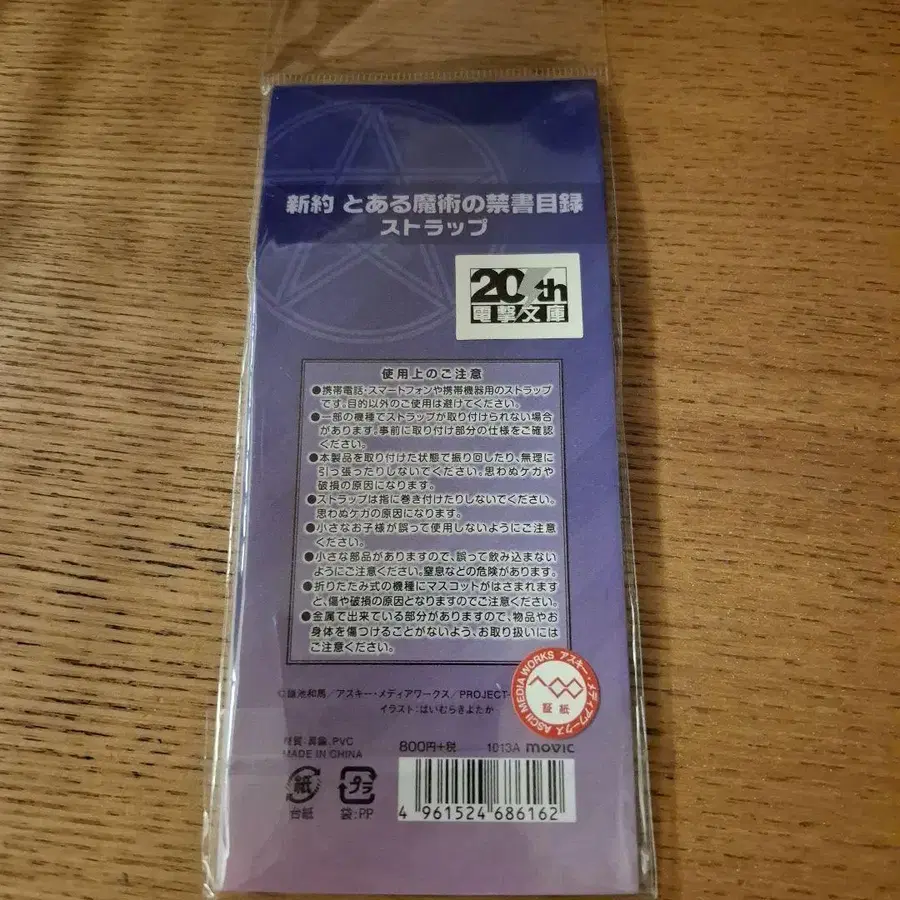 新約 とある魔術の禁書目録
ストラップ
20th
電撃文庫
使用上のご注意
●携帯電話・スマートフォンや携帯機器用のストラップ
です。目的以外のご使用は避けてください。
●一部の機種でストラップが取り付けられない場合
があります。事前に取り付け部分の仕様をご確認
ください。
●本製品を取り付けた状態で振り回したり、無理に
引っ張ったりしないでください。思わぬケガや
破損の原因になります。
●ストラップは指に巻き付けたりしないでください。
思わぬケガの原因になります。
●小さなお子様が誤って使用しないようにご注意
ください。
●小さな部品がありますので、誤って飲み込まない
ようにご注意ください。窒息などの危険があります。
●折りたたみ式の機種にマスコットがはさまれます
と、傷や破損の原因となりますのでご注意ください。
●金属で出来ている部分がありますので、物品やお
身体を傷つけることがないよう、お取り扱いには
ご注意ください。
©鎌池和馬/アスキー・メディアワークス/PROJECT-
イラスト:はいむらきよたか
ASCII MEDIA WORKS アスキー・メディアワークス
証紙
材質:真鍮、PVC
MADE IN CHINA
800円+税 1013A movic
紙 プラ
台紙 袋:PP
4 961524 686162